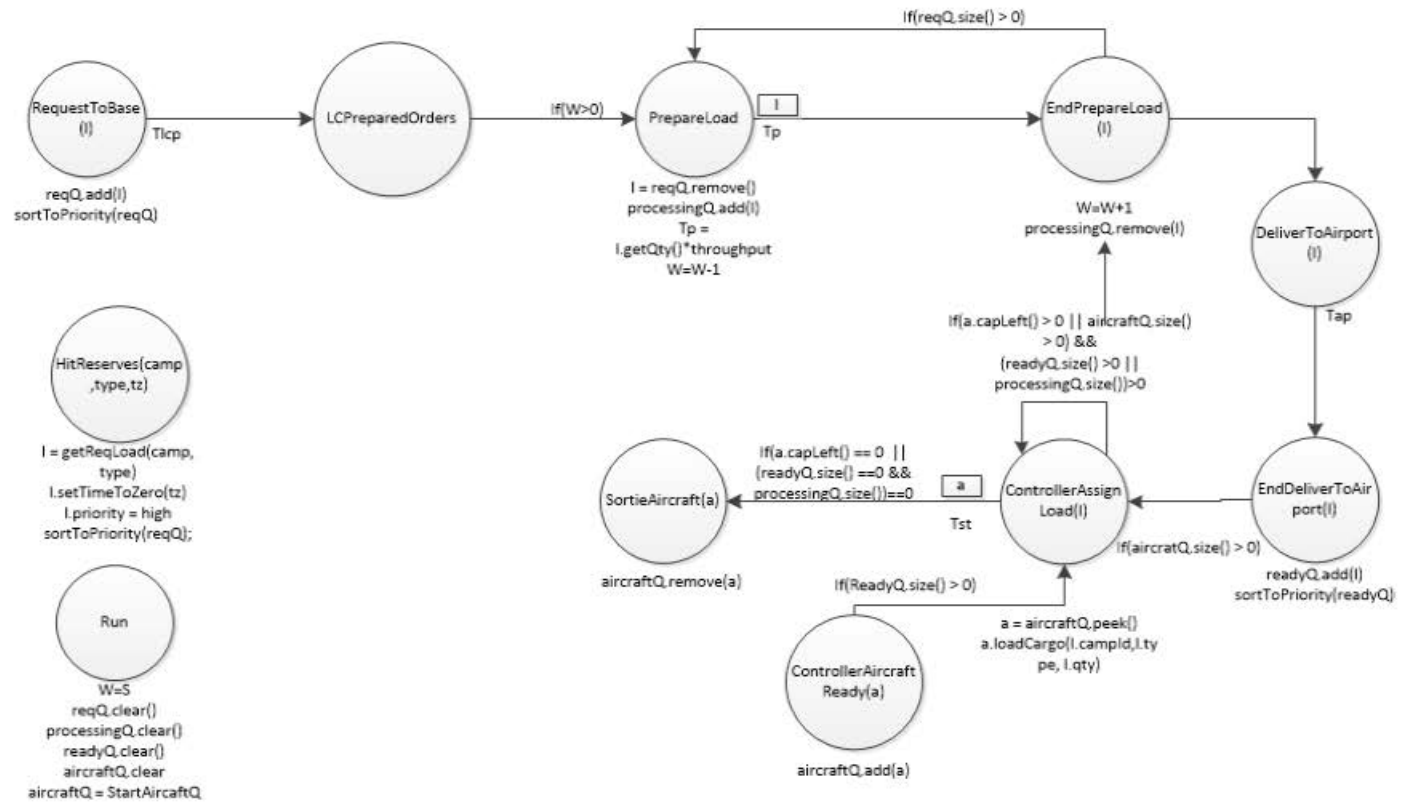 If(reqQ.size() > 0)
RequestToBase
(l)
Tlcp
LCPreparedOrders
If(W>0)
PrepareLoad
l
Tp
EndPrepareLoad
(l)
reqQ.add(l)
sortToPriority(reqQ)
l = reqQ.remove()
processingQ.add(l)
Tp =
l.getQty()*throughput
W=W-1
W=W+1
processingQ.remove(l)
DeliverToAirport
(l)
Tap
HitReserves(camp
,type,tz)
l = getReqLoad(camp,
type)
l.setTimeToZero(tz)
l.priority = high
sortToPriority(reqQ);
If(a.capLeft() > 0 || aircraftQ.size()
> 0) &&
(readyQ.size() >0 ||
processingQ.size())>0
If(a.capLeft() == 0 ||
(readyQ.size() ==0 &&
processingQ.size())==0
SortieAircraft(a)
a
Tst
ControllerAssign
Load(l)
EndDeliverToAir
port(l)
If(aircratQ.size() > 0)
aircraftQ.remove(a)
readyQ.add(l)
sortToPriority(readyQ)
If(ReadyQ.size() > 0)
a = aircraftQ.peek()
a.loadCargo(l.campId,l.ty
pe, l.qty)
ControllerAircraft
Ready(a)
aircraftQ.add(a)
Run
W=S
reqQ.clear()
processingQ.clear()
readyQ.clear()
aircraftQ.clear
aircraftQ = StartAircaftQ